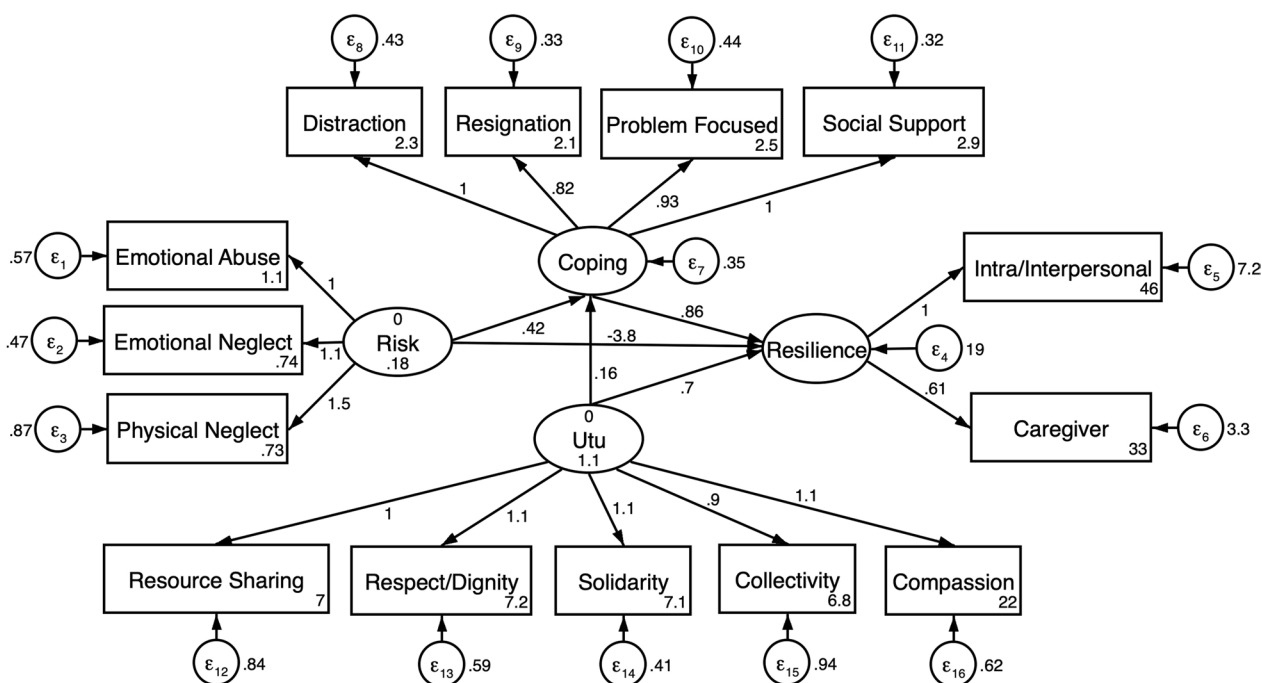 ε8 .43
ε9 .33
ε10 .44
ε11 .32
Distraction
2.3
Resignation
2.1
Problem Focused
2.5
Social Support
2.9
1
.82
.93
1
.57 ε1
Emotional Abuse
1.1
Coping
ε7 .35
Intra/Interpersonal
46
ε5 7.2
1
.47 ε2
Emotional Neglect
.74
1.1
0
Risk
.18
.42
.86
-3.8
1
Resilience
ε4 19
.87 ε3
Physical Neglect
.73
1.5
.16
.7
.61
Caregiver
33
ε6 3.3
0
Utu
1.1
1
1.1
1.1
.9
1.1
Resource Sharing
7
Respect/Dignity
7.2
Solidarity
7.1
Collectivity
6.8
Compassion
22
ε12 .84
ε13 .59
ε14 .41
ε15 .94
ε16 .62